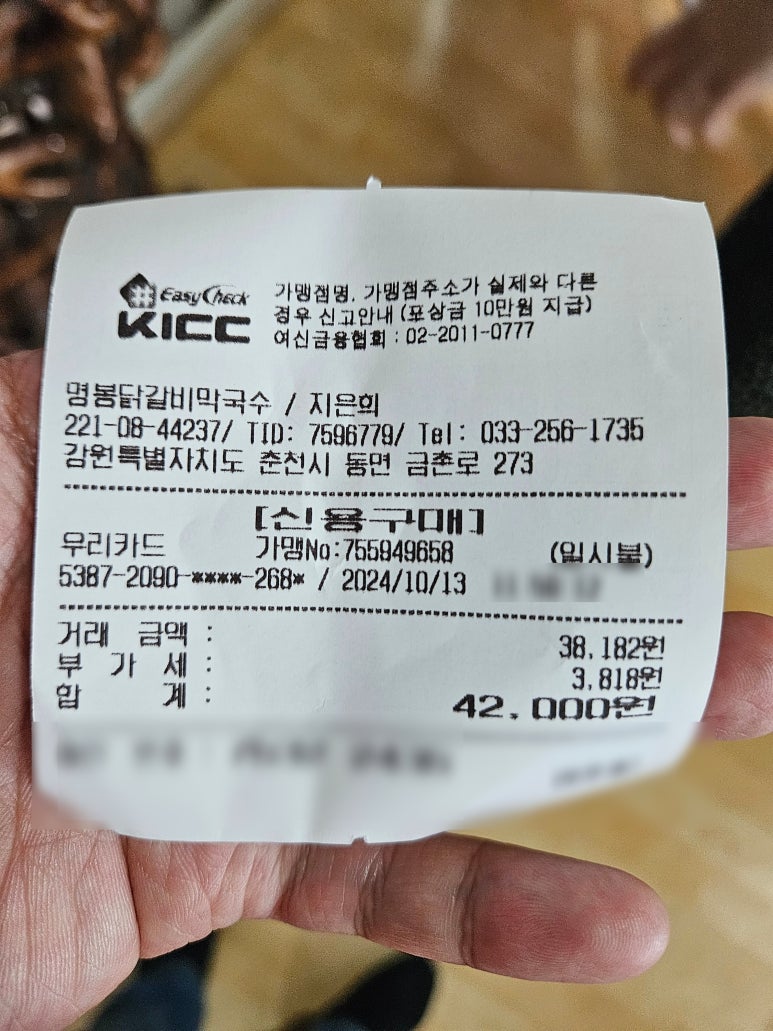 EasyCheck
KICC
가맹점명, 가맹점주소가 실제와 다른
경우 신고안내 (포상금 10만원 지급)
여신금융협회 : 02-2011-0777
명봉닭갈비막국수 / 지은희
221-08-44237/ TID: 7596779/ Tel: 033-256-1735
강원특별자치도 춘천시 동면 금촌로 273
[신용구매]
우리카드 가맹No:755949658 (일시불)
5387-2090-****-268* / 2024/10/13
거래 금액 : 38,182원
부 가 세 : 3,818원
합 계 : 42,000원